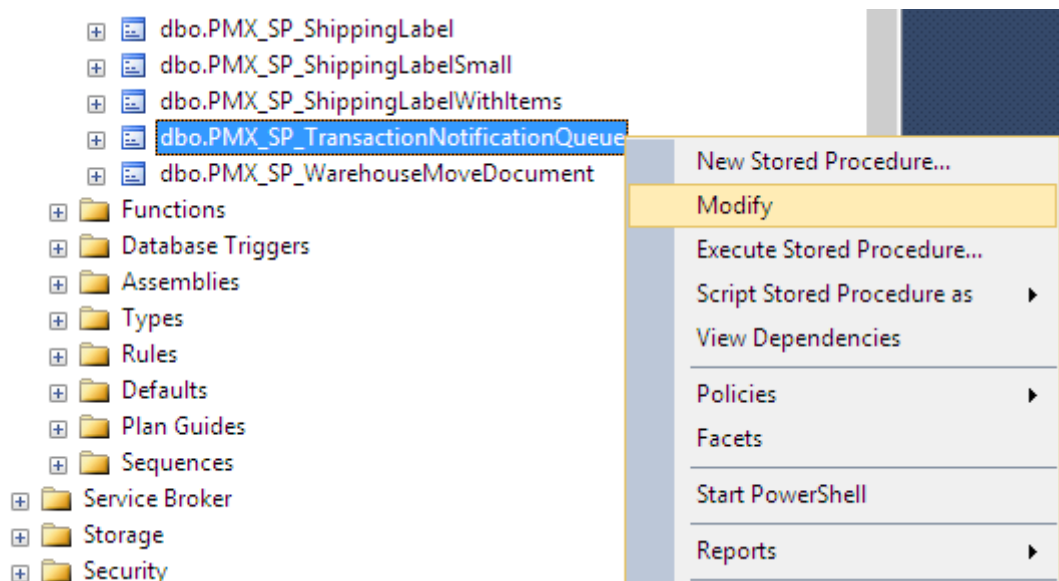 dbo.PMX_SP_ShippingLabel
dbo.PMX_SP_ShippingLabelSmall
dbo.PMX_SP_ShippingLabelWithItems
dbo.PMX_SP_TransactionNotificationQueue
dbo.PMX_SP_WarehouseMoveDocument
Functions
Database Triggers
Assemblies
Types
Rules
Defaults
Plan Guides
Sequences
Service Broker
Storage
Security
New Stored Procedure...
Modify
Execute Stored Procedure...
Script Stored Procedure as
View Dependencies
Policies
Facets
Start PowerShell
Reports